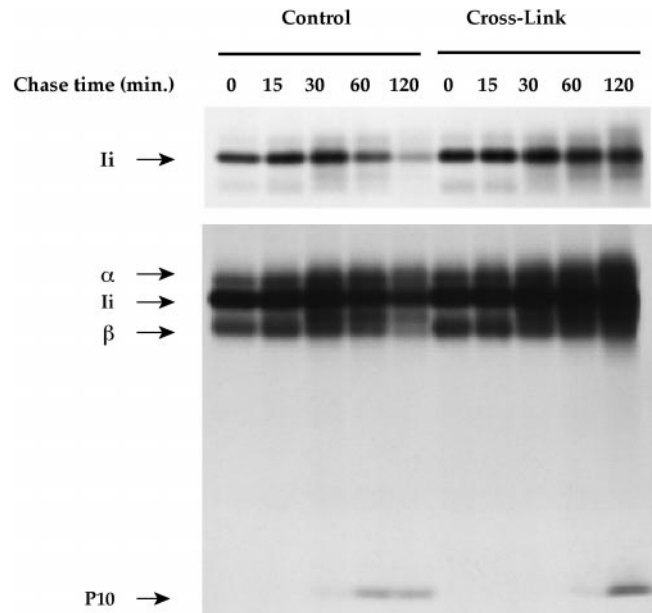 Control Cross-Link
Chase time (min.) 0 15 30 60 120 0 15 30 60 120
Ii
α
Ii
β
P10